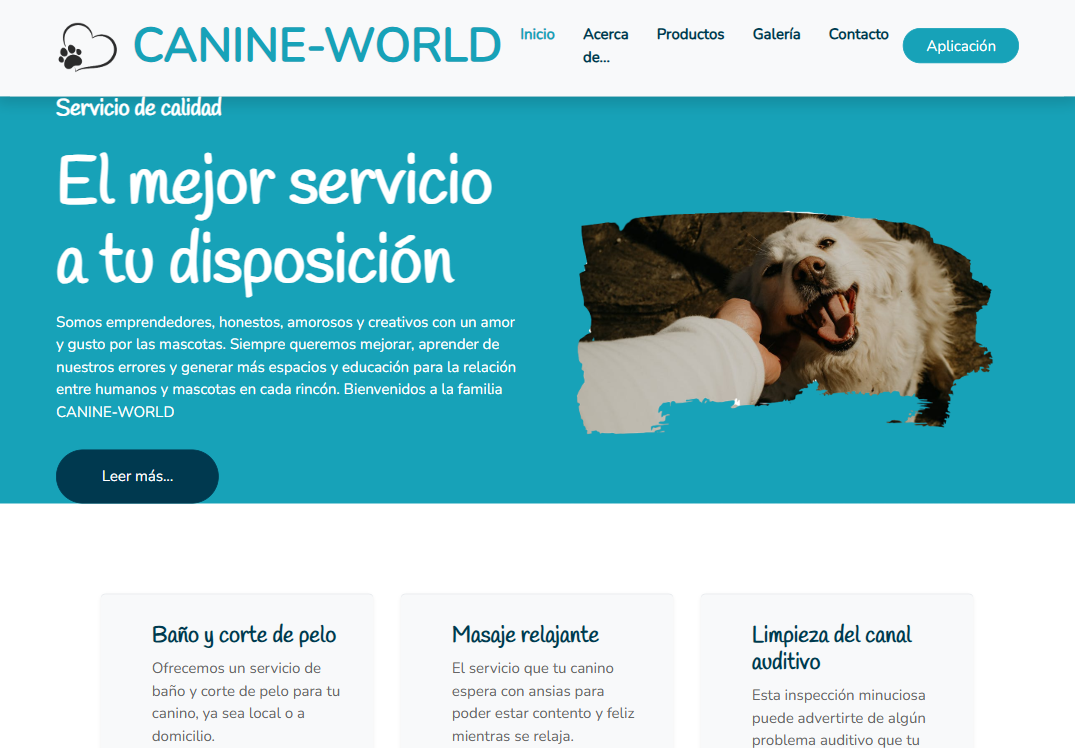 CANINE-WORLD
Inicio
Acerca
de...
Productos
Galería
Contacto
Aplicación
Servicio de calidad
El mejor servicio
a tu disposición
Somos emprendedores, honestos, amorosos y creativos con un amor
y gusto por las mascotas. Siempre queremos mejorar, aprender de
nuestros errores y generar más espacios y educación para la relación
entre humanos y mascotas en cada rincón. Bienvenidos a la familia
CANINE-WORLD
Leer más...
Baño y corte de pelo
Ofrecemos un servicio de
baño y corte de pelo para tu
canino, ya sea local o a
domicilio.
Masaje relajante
El servicio que tu canino
espera con ansias para
poder estar contento y feliz
mientras se relaja.
Limpieza del canal
auditivo
Esta inspección minuciosa
puede advertirte de algún
problema auditivo que tu